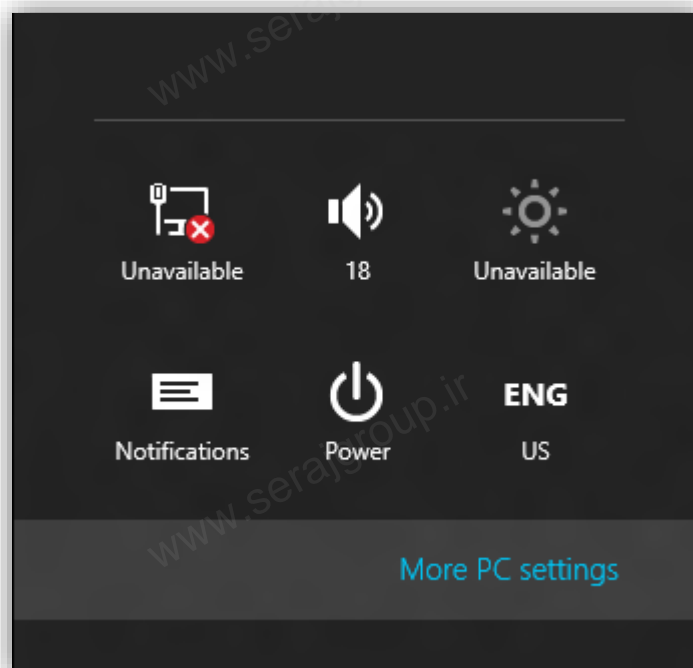 www.serajgroup.ir
Unavailable 18 Unavailable
ENG
Notifications Power US
www.serajgroup.ir
More PC settings